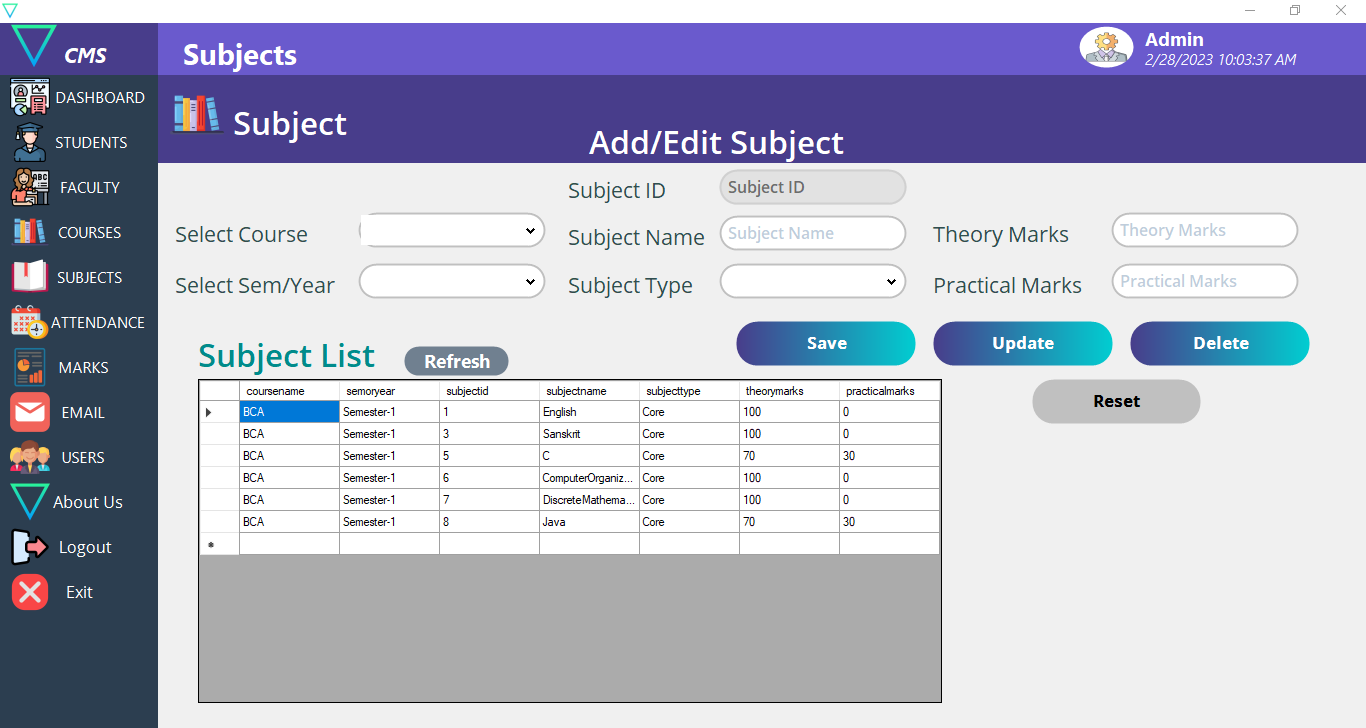 CMS
Subjects
Admin
2/28/2023 10:03:37 AM
DASHBOARD
STUDENTS
FACULTY
COURSES
SUBJECTS
ATTENDANCE
MARKS
EMAIL
USERS
About Us
Logout
Exit
Subject
Add/Edit Subject
Subject ID Subject ID
Select Course Subject Name Subject Name Theory Marks Theory Marks
Select Sem/Year Subject Type Practical Marks Practical Marks
Save Update Delete
Reset
Subject List Refresh
coursename semoryear subjectid subjectname subjecttype theorymarks practicalmarks
BCA Semester-1 1 English Core 100 0
BCA Semester-1 3 Sanskrit Core 100 0
BCA Semester-1 5 C Core 70 30
BCA Semester-1 6 ComputerOrganiz... Core 100 0
BCA Semester-1 7 DiscreteMathema... Core 100 0
BCA Semester-1 8 Java Core 70 30